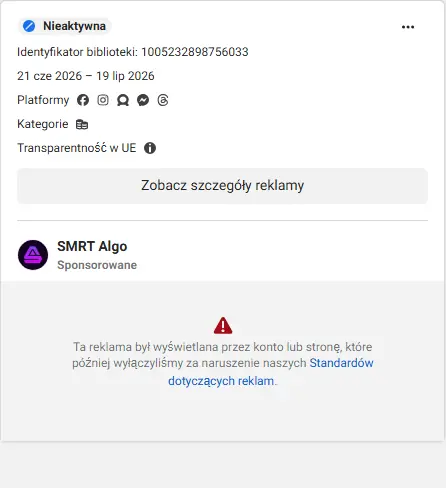 Nieaktywna
Identyfikator biblioteki: 1005232898756033
21 cze 2026 – 19 lip 2026
Platformy
Kategorie
Transparentność w UE
Zobacz szczegóły reklamy
SMRT Algo
Sponsorowane
Ta reklama był wyświetlana przez konto lub stronę, które
później wyłączyliśmy za naruszenie naszych Standardów
dotyczących reklam.